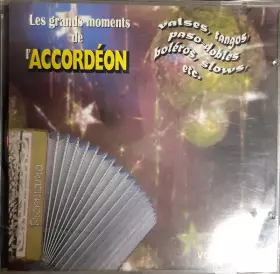 Les grands moments
de
l'ACCORDÉON
Valses, tangos,
paso-dobles
boléros, slows,
etc.